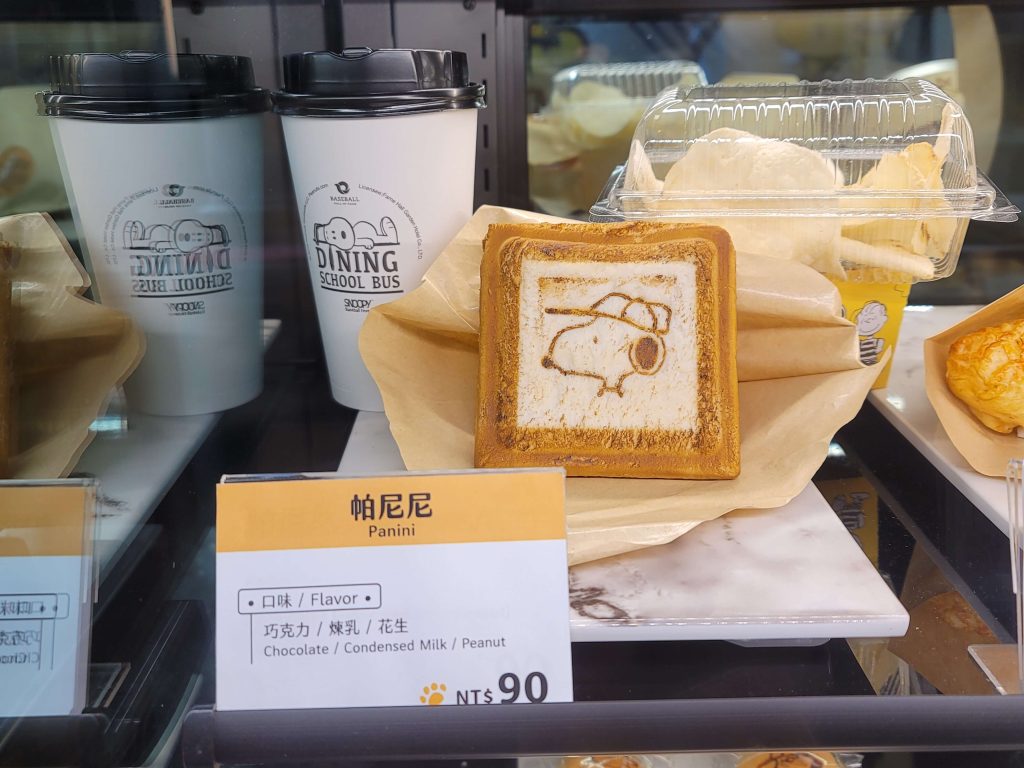 BASEBALL
DINING
SCHOOL BUS
SNOOPY
帕尼尼
Panini
口味 / Flavor
巧克力 / 煉乳 / 花生
Chocolate / Condensed Milk / Peanut
NT$ 90